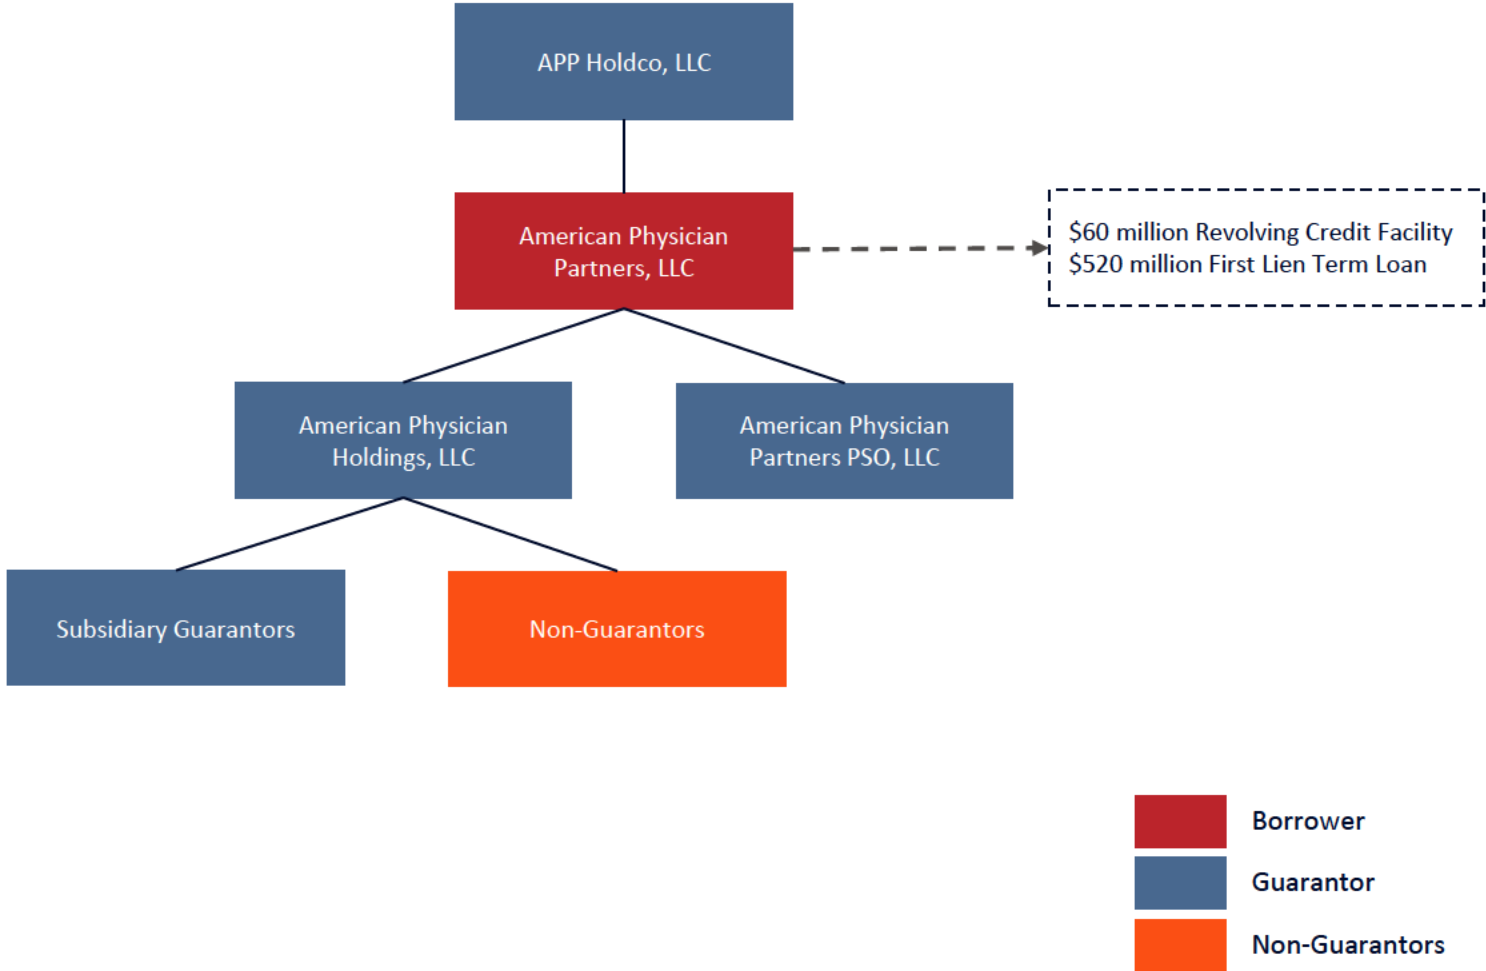 APP Holdco, LLC
American Physician
Partners, LLC
$60 million Revolving Credit Facility
$520 million First Lien Term Loan
American Physician
Holdings, LLC
American Physician
Partners PSO, LLC
Subsidiary Guarantors
Non-Guarantors
Borrower
Guarantor
Non-Guarantors